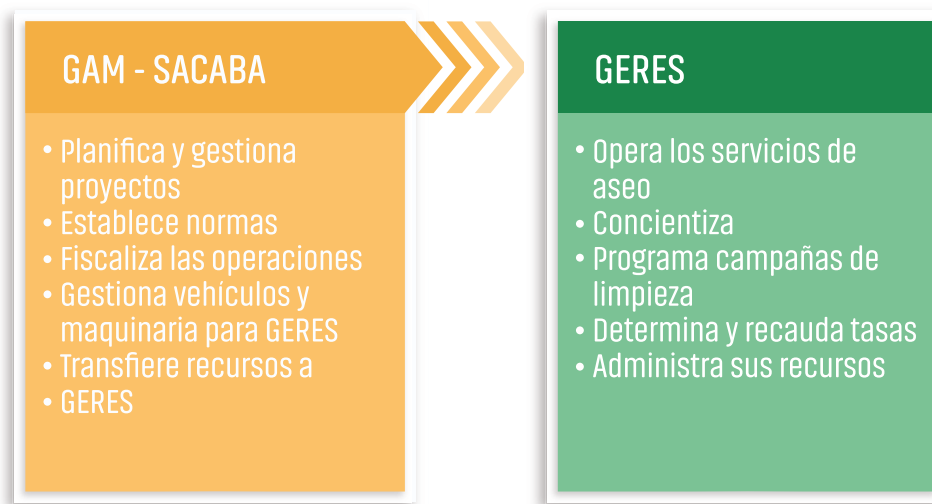 GAM - SACABA
• Planifica y gestiona
proyectos
• Establece normas
• Fiscaliza las operaciones
• Gestiona vehículos y
maquinaria para GERES
• Transfiere recursos a
• GERES
GERES
• Opera los servicios de
aseo
• Concientiza
• Programa campañas de
limpieza
• Determina y recauda tasas
• Administra sus recursos